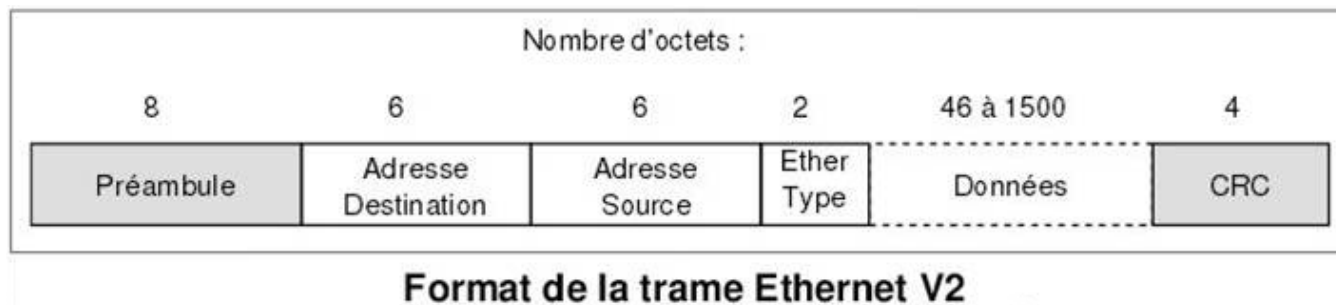 Nombre d'octets :
8 6 6 2 46 à 1500 4
Préambule Adresse Destination Adresse Source Ether Type Données CRC
Format de la trame Ethernet V2